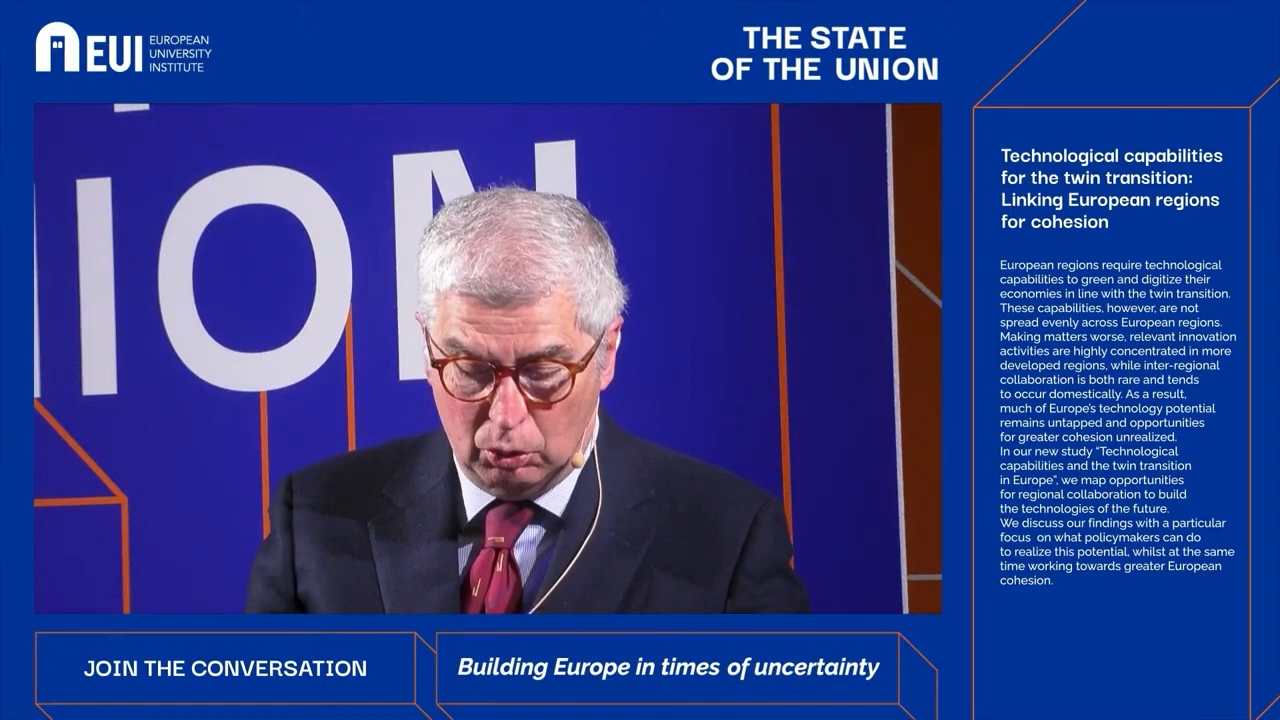 EUI
EUROPEAN
UNIVERSITY
INSTITUTE
THE STATE
OF THE UNION
ION
Technological capabilities
for the twin transition:
Linking European regions
for cohesion
European regions require technological
capabilities to green and digitize their
economies in line with the twin transition.
These capabilities, however, are not
spread evenly across European regions.
Making matters worse, relevant innovation
activities are highly concentrated in more
developed regions, while inter-regional
collaboration is both rare and tends
to occur domestically. As a result,
much of Europe's technology potential
remains untapped and opportunities
for greater cohesion unrealized.
In our new study "Technological
capabilities and the twin transition
in Europe", we map opportunities
for regional collaboration to build
the technologies of the future.
We discuss our findings with a particular
focus on what policymakers can do
to realize this potential, whilst at the same
time working towards greater European
cohesion.
JOIN THE CONVERSATION
Building Europe in times of uncertainty